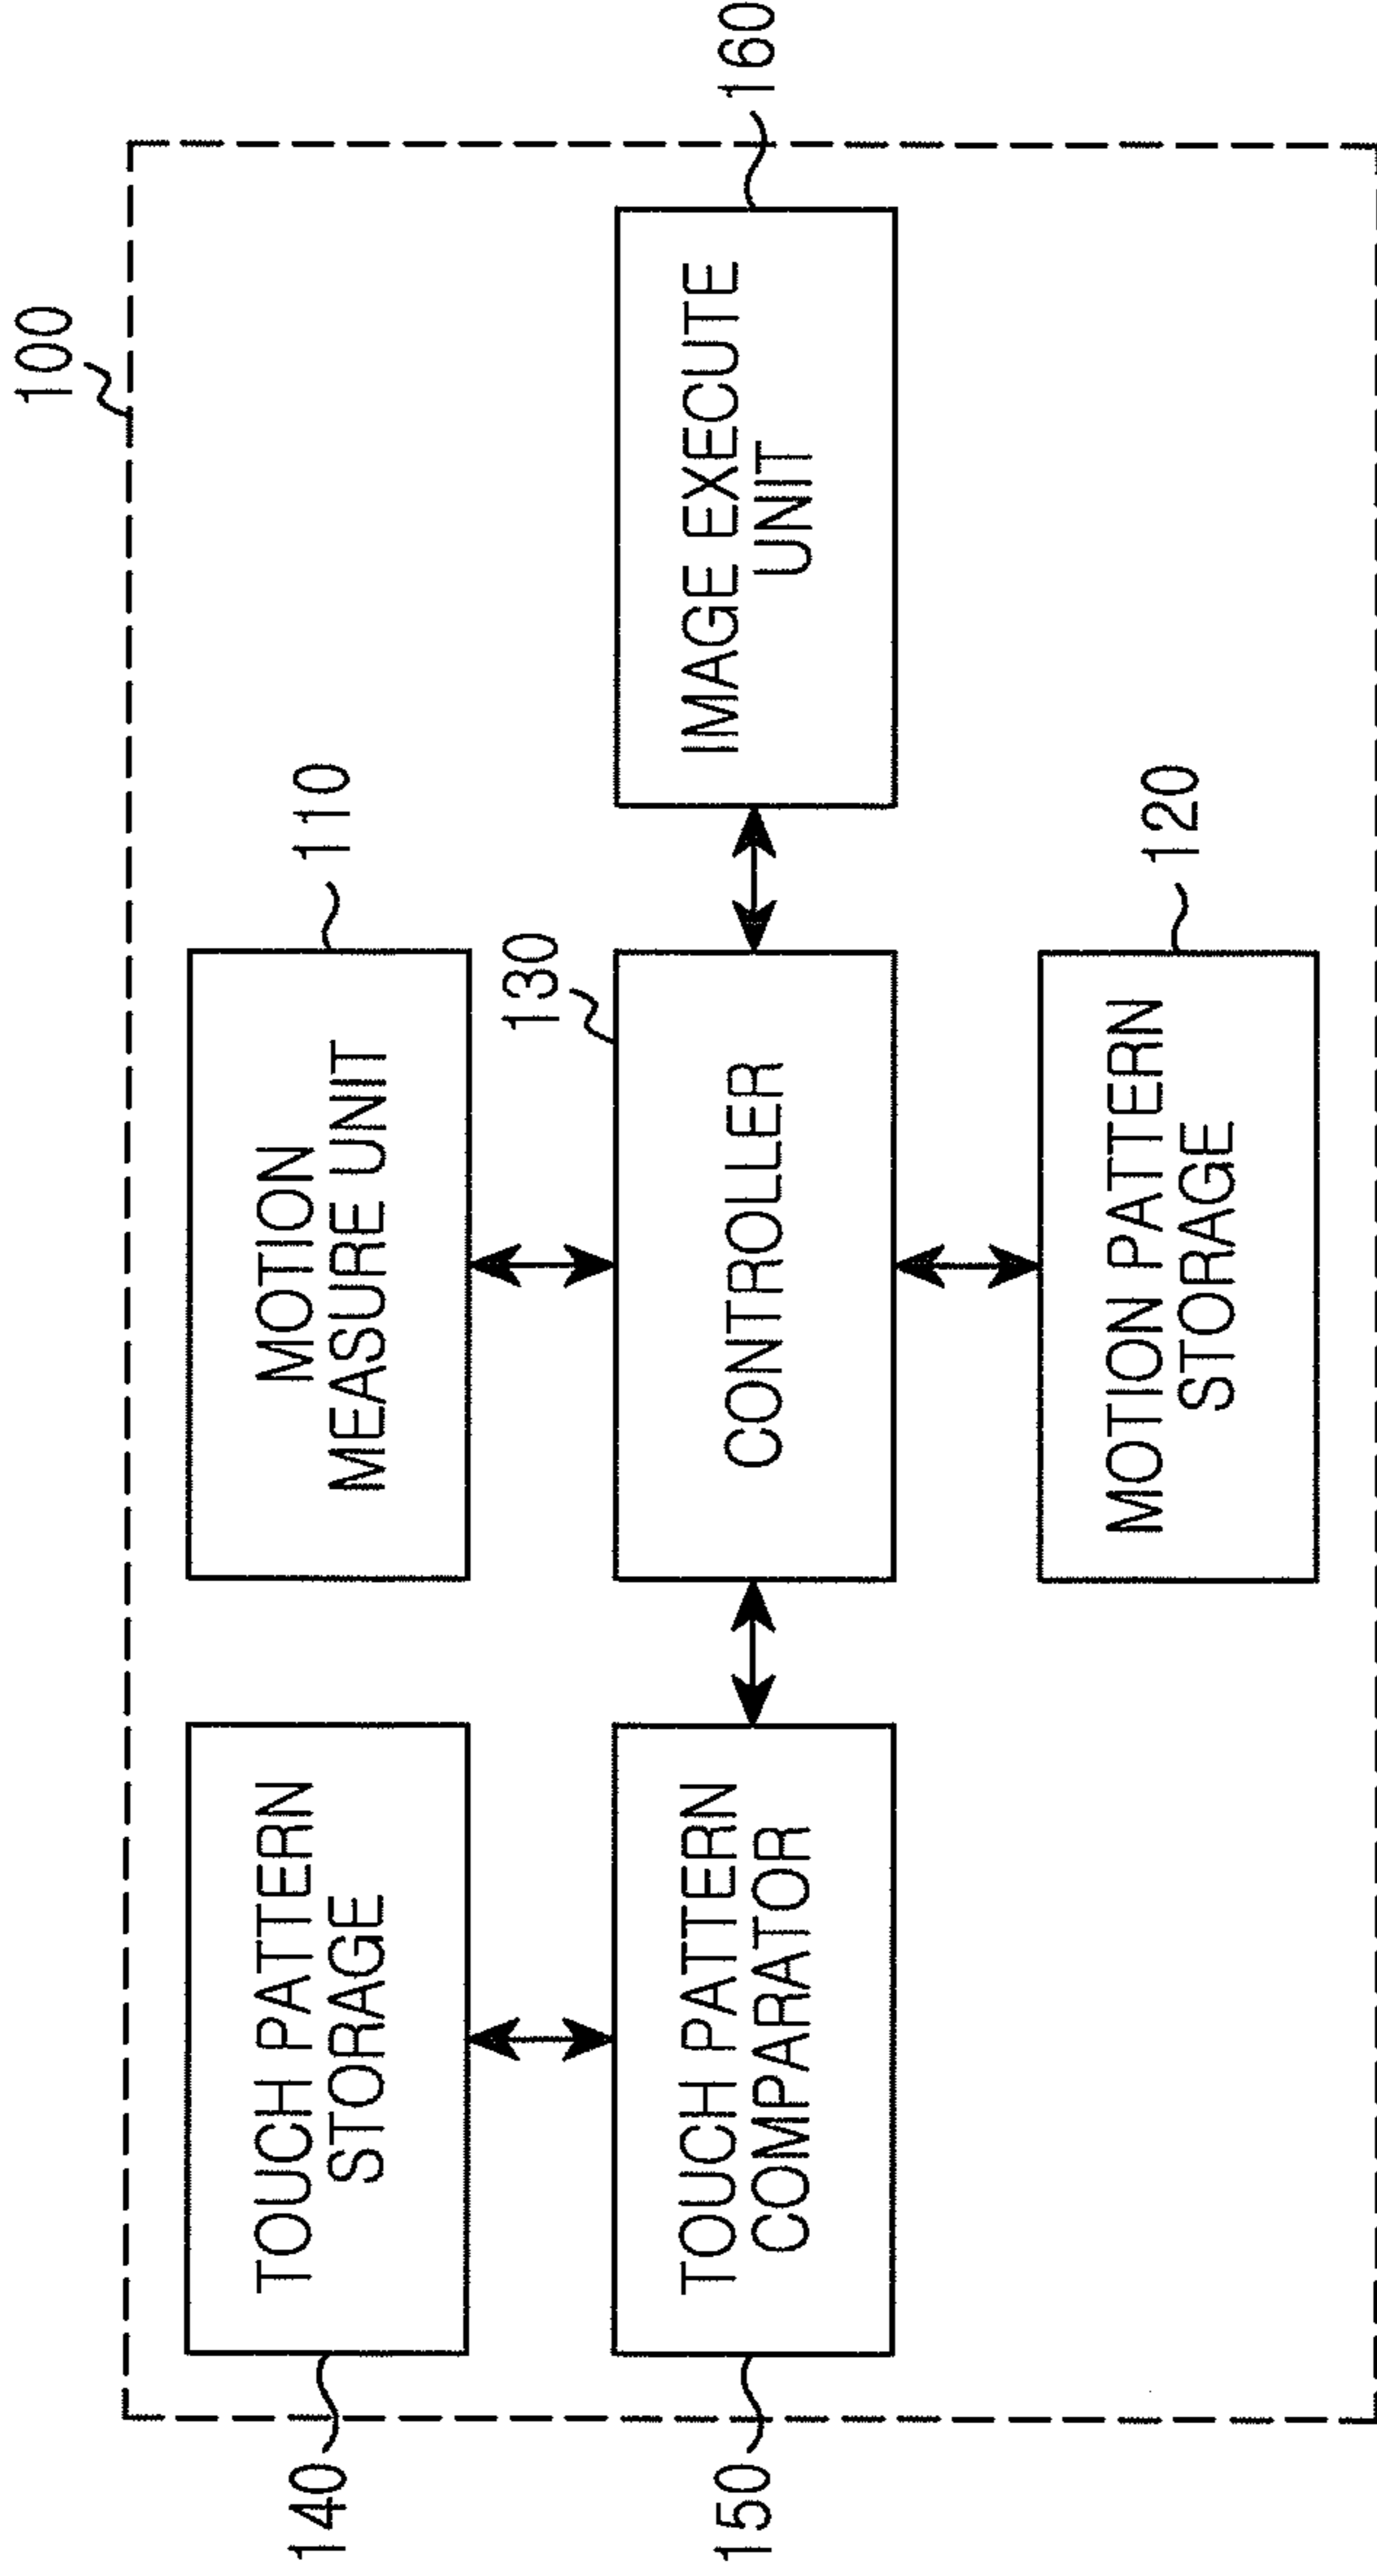 100
TOUCH PATTERN
STORAGE
140
MOTION
MEASURE UNIT
110
TOUCH PATTERN
COMPARATOR
150
CONTROLLER
130
IMAGE EXECUTE
UNIT
160
MOTION PATTERN
STORAGE
120